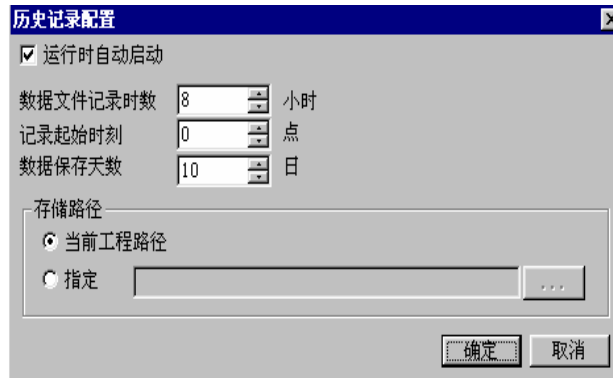 历史记录配置
运行时自动启动
数据文件记录时数 8 小时
记录起始时刻 0 点
数据保存天数 10 日
存储路径
当前工程路径
指定 ...
确定 取消